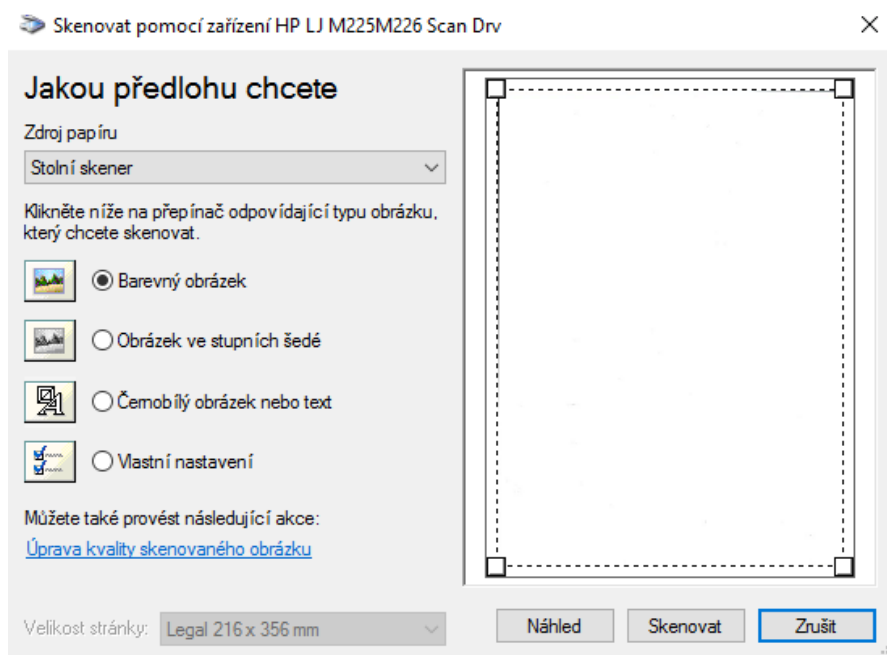 Skenovat pomocí zařízení HP LJ M225M226 Scan Drv
Jakou předlohu chcete
Zdroj papíru
Stolní skener
Klikněte níže na přepínač odpovídající typu obrázku,
který chcete skenovat.
Barevný obrázek
Obrázek ve stupních šedé
Černobílý obrázek nebo text
Vlastní nastavení
Můžete také provést následující akce:
Úprava kvality skenovaného obrázku
Velikost stránky: Legal 216 x 356 mm
Náhled Skenovat Zrušit